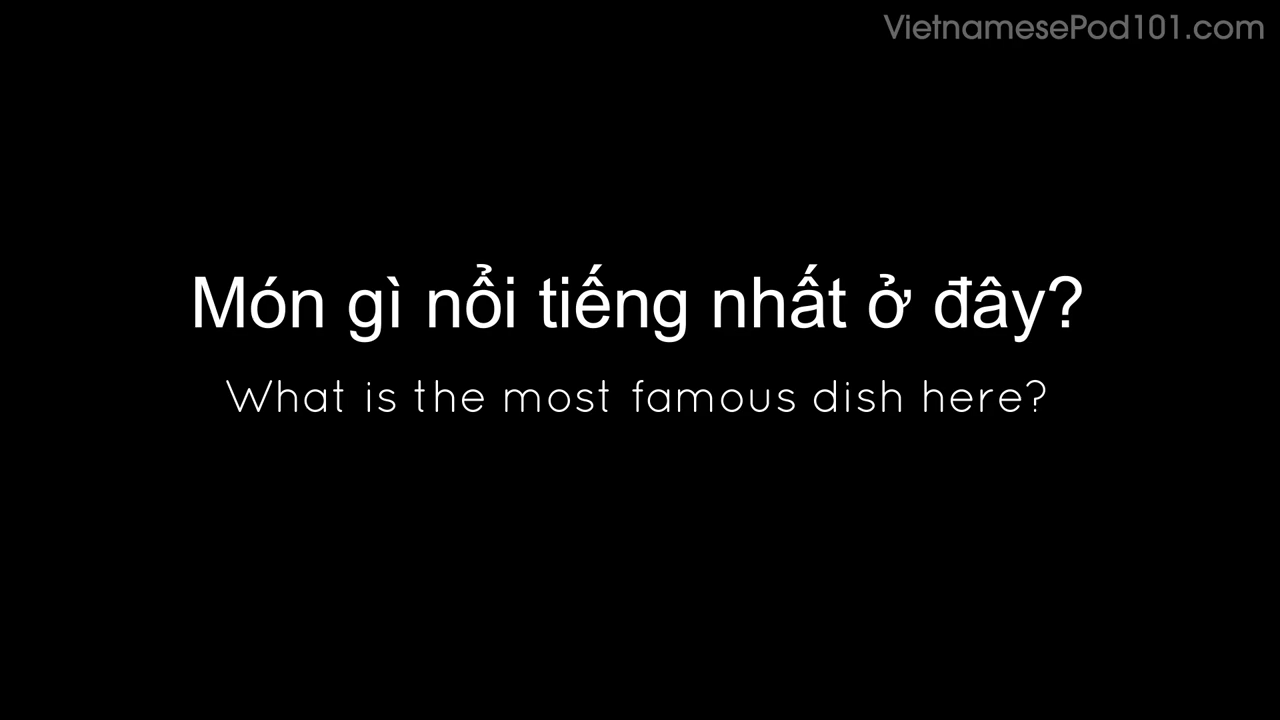 VietnamesePod101.com
Món gì nổi tiếng nhất ở đây?
What is the most famous dish here?